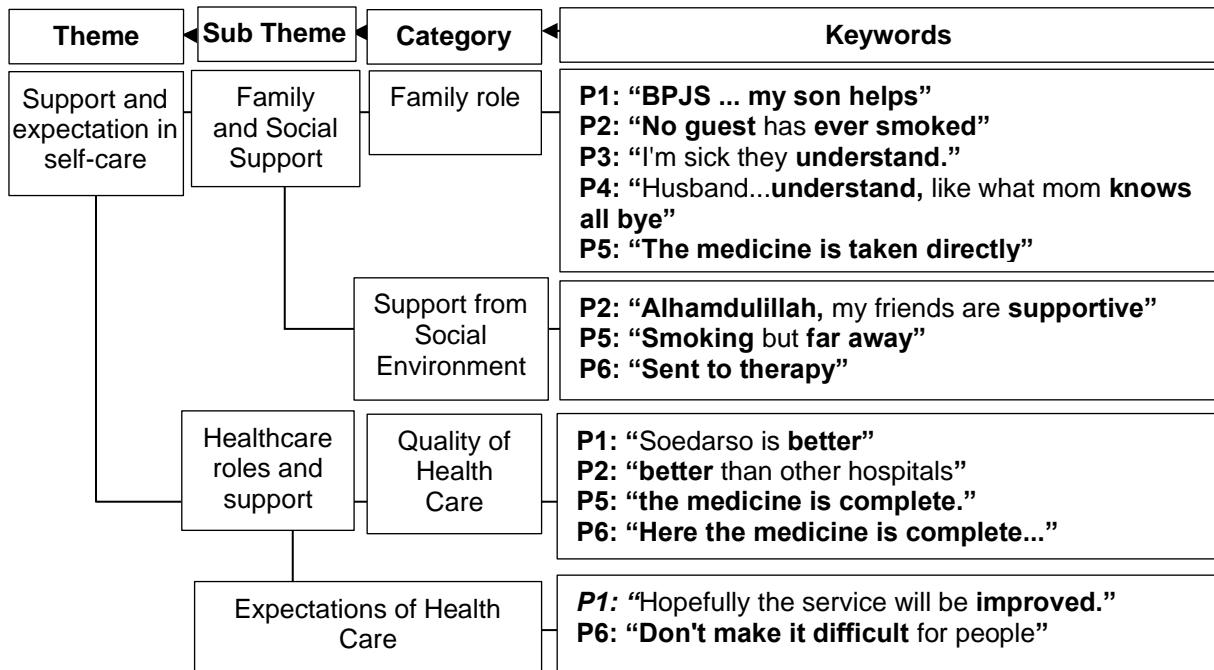 Theme
Sub Theme
Category
Keywords
Support and
expectation in
self-care
Family
and Social
Support
Family role
P1: “BPJS ... my son helps”
P2: “No guest has ever smoked”
P3: “I'm sick they understand.”
P4: “Husband...understand, like what mom knows
all bye”
P5: “The medicine is taken directly”
Support from
Social
Environment
P2: “Alhamdulillah, my friends are supportive”
P5: “Smoking but far away”
P6: “Sent to therapy”
Healthcare
roles and
support
Quality of
Health
Care
P1: “Soedarso is better”
P2: “better than other hospitals”
P5: “the medicine is complete.”
P6: “Here the medicine is complete...”
Expectations of Health
Care
P1: “Hopefully the service will be improved.”
P6: “Don't make it difficult for people”